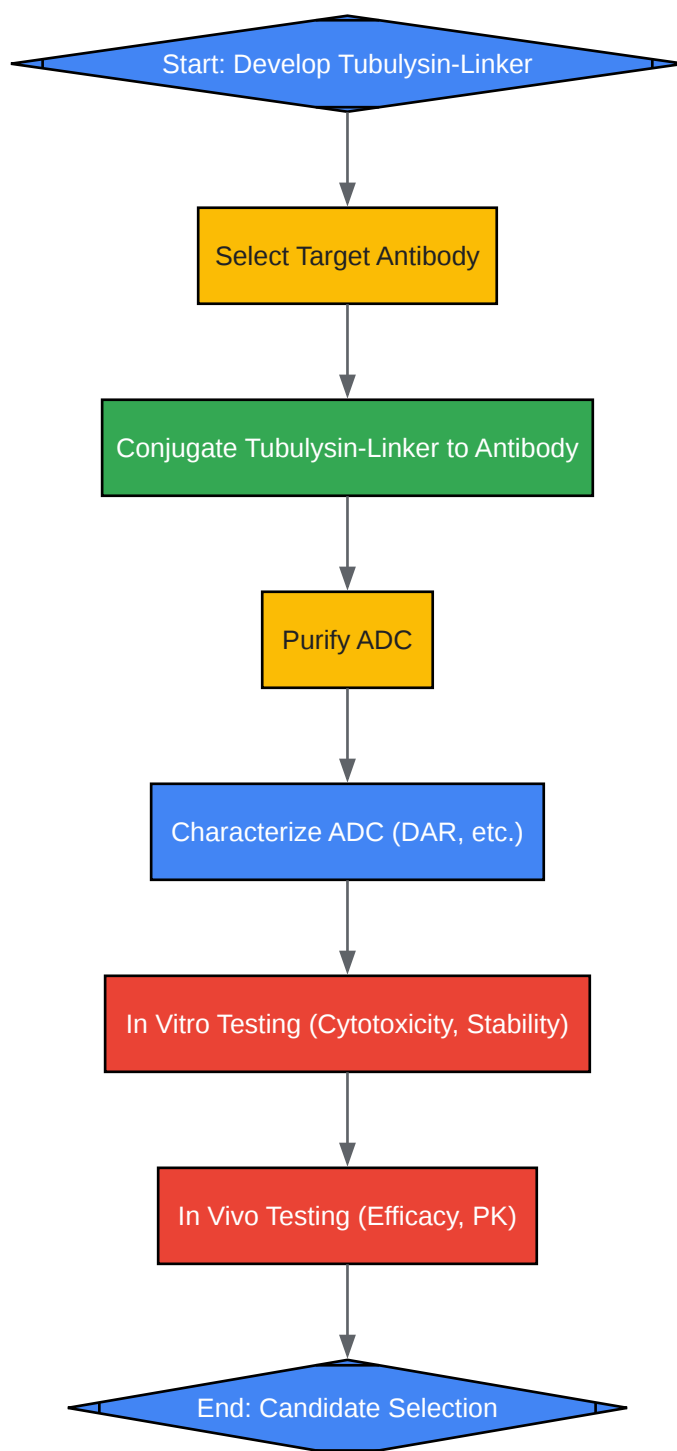 Start: Develop Tubulysin-Linker
Select Target Antibody
Conjugate Tubulysin-Linker to Antibody
Purify ADC
Characterize ADC (DAR, etc.)
In Vitro Testing (Cytotoxicity, Stability)
In Vivo Testing (Efficacy, PK)
End: Candidate Selection